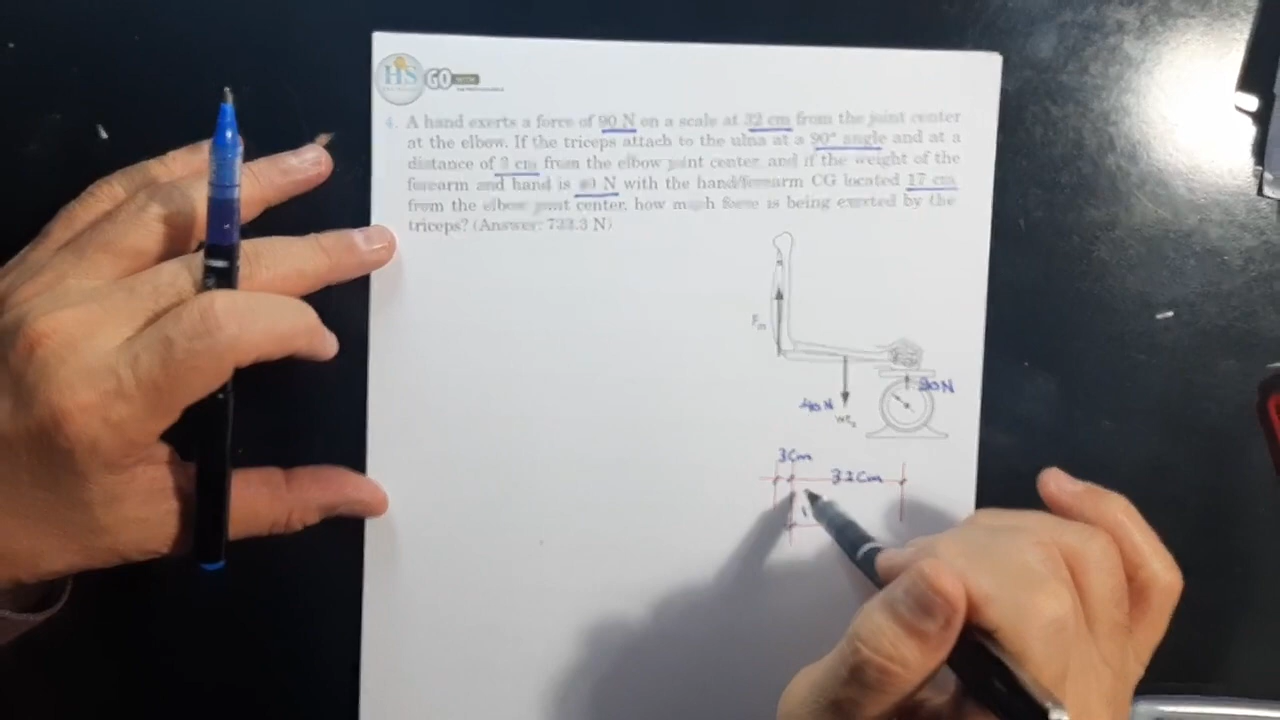 HS GO
4. A hand exerts a force of 90 N on a scale at 32 cm from the joint center
at the elbow. If the triceps attach to the ulna at a 90° angle and at a
distance of 3 cm from the elbow joint center, and if the weight of the
forearm and hand is 40 N with the hand/forearm CG located 17 cm
from the elbow joint center, how much force is being exerted by the
triceps? (Answer: 733.3 N)
Fm
90 N
40 N
wt
3 Cm
32 Cm